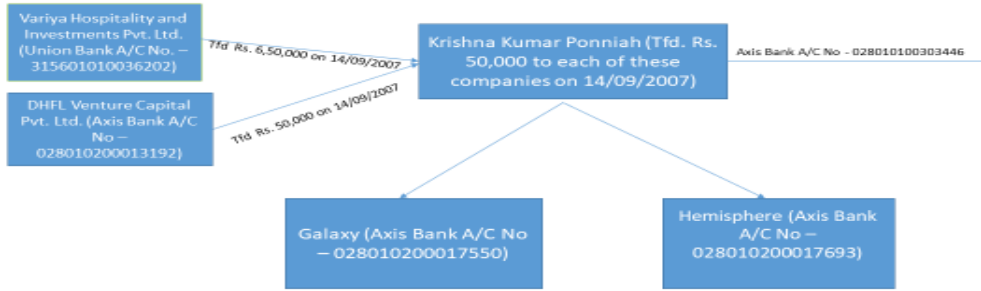 Variya Hospitality and
Investments Pvt. Ltd.
(Union Bank A/C No. –
315601010036202)
Tfd Rs. 6,50,000 on 14/09/2007
DHFL Venture Capital
Pvt. Ltd. (Axis Bank A/C
No –
028010200013192)
Tfd Rs. 50,000 on 14/09/2007
Krishna Kumar Ponniah (Tfd. Rs.
50,000 to each of these
companies on 14/09/2007)
Axis Bank A/C No - 028010100303446
Galaxy (Axis Bank A/C No
– 028010200017550)
Hemisphere (Axis Bank
A/C No –
028010200017693)